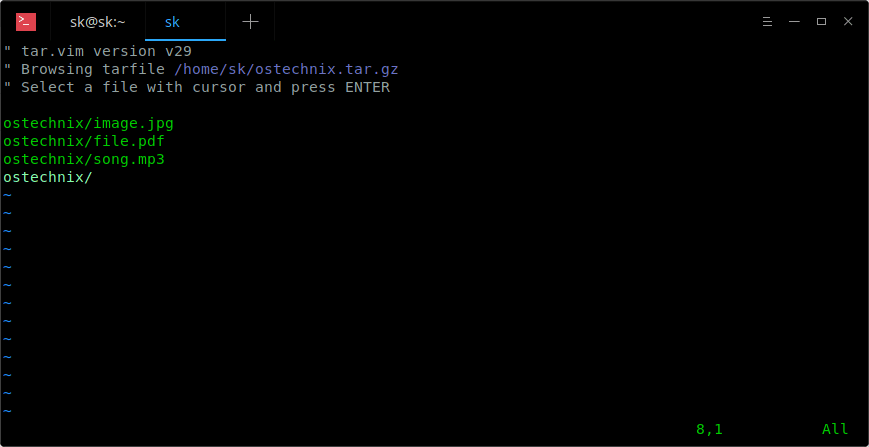 sk@sk:~ sk
" tar.vim version v29
" Browsing tarfile /home/sk/ostechnix.tar.gz
" Select a file with cursor and press ENTER
ostechnix/image.jpg
ostechnix/file.pdf
ostechnix/song.mp3
ostechnix/
~
~
~
~
~
~
~
~
~
~
~
~
~
8,1 All